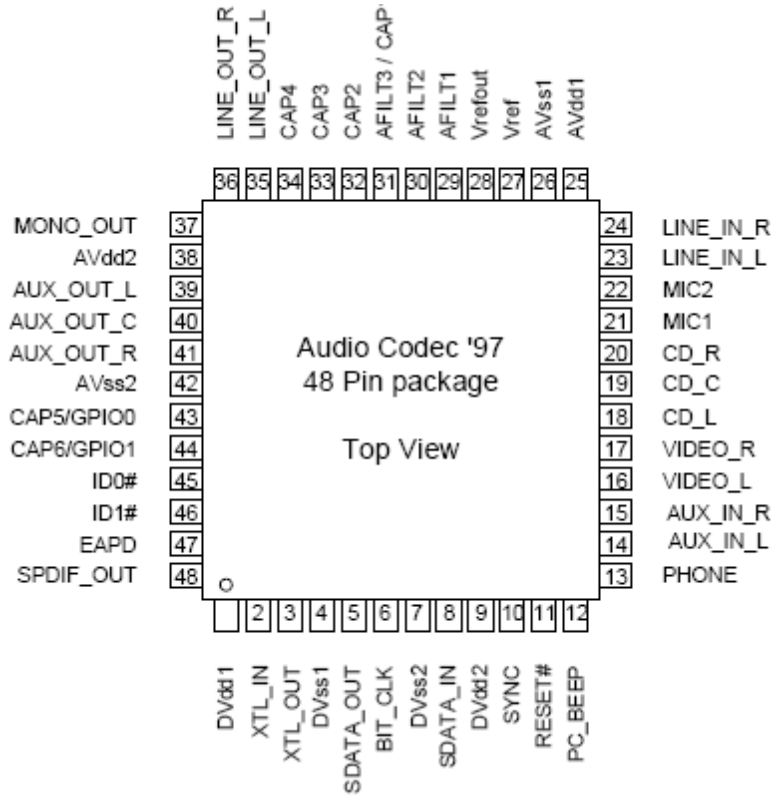 LINE_OUT_R
LINE_OUT_L
CAP4
CAP3
CAP2
AFILT3 / CAP
AFILT2
AFILT1
Vrefout
Vref
AVss1
AVdd1
36 35 34 33 32 31 30 29 28 27 26 25
MONO_OUT 37
AVdd2 38
AUX_OUT_L 39
AUX_OUT_C 40
AUX_OUT_R 41
AVss2 42
CAP5/GPIO0 43
CAP6/GPIO1 44
ID0# 45
ID1# 46
EAPD 47
SPDIF_OUT 48
Audio Codec '97
48 Pin package
Top View
24 LINE_IN_R
23 LINE_IN_L
22 MIC2
21 MIC1
20 CD_R
19 CD_C
18 CD_L
17 VIDEO_R
16 VIDEO_L
15 AUX_IN_R
14 AUX_IN_L
13 PHONE
2 3 4 5 6 7 8 9 10 11 12
DVdd1
XTL_IN
XTL_OUT
DVss1
SDATA_OUT
BIT_CLK
DVss2
SDATA_IN
DVdd2
SYNC
RESET#
PC_BEEP